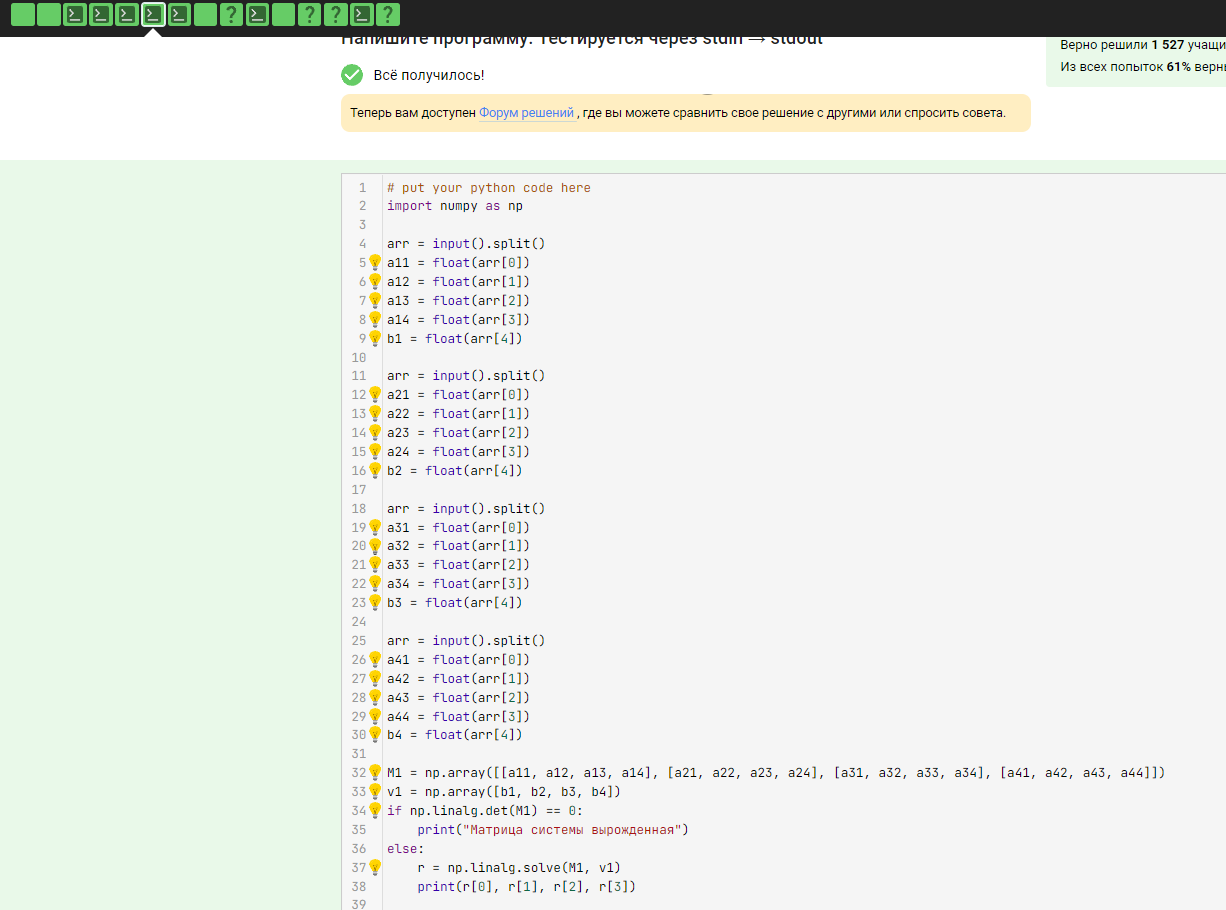 Напишите программу. Тестируется через stdin → stdout
Верно решили 1 527 учащи
Из всех попыток 61% верн
Всё получилось!
Теперь вам доступен Форум решений , где вы можете сравнить свое решение с другими или спросить совета.
1 # put your python code here
2 import numpy as np
3
4 arr = input().split()
5 a11 = float(arr[0])
6 a12 = float(arr[1])
7 a13 = float(arr[2])
8 a14 = float(arr[3])
9 b1 = float(arr[4])
10
11 arr = input().split()
12 a21 = float(arr[0])
13 a22 = float(arr[1])
14 a23 = float(arr[2])
15 a24 = float(arr[3])
16 b2 = float(arr[4])
17
18 arr = input().split()
19 a31 = float(arr[0])
20 a32 = float(arr[1])
21 a33 = float(arr[2])
22 a34 = float(arr[3])
23 b3 = float(arr[4])
24
25 arr = input().split()
26 a41 = float(arr[0])
27 a42 = float(arr[1])
28 a43 = float(arr[2])
29 a44 = float(arr[3])
30 b4 = float(arr[4])
31
32 M1 = np.array([[a11, a12, a13, a14], [a21, a22, a23, a24], [a31, a32, a33, a34], [a41, a42, a43, a44]])
33 v1 = np.array([b1, b2, b3, b4])
34 if np.linalg.det(M1) == 0:
35     print("Матрица системы вырожденная")
36 else:
37     r = np.linalg.solve(M1, v1)
38     print(r[0], r[1], r[2], r[3])
39